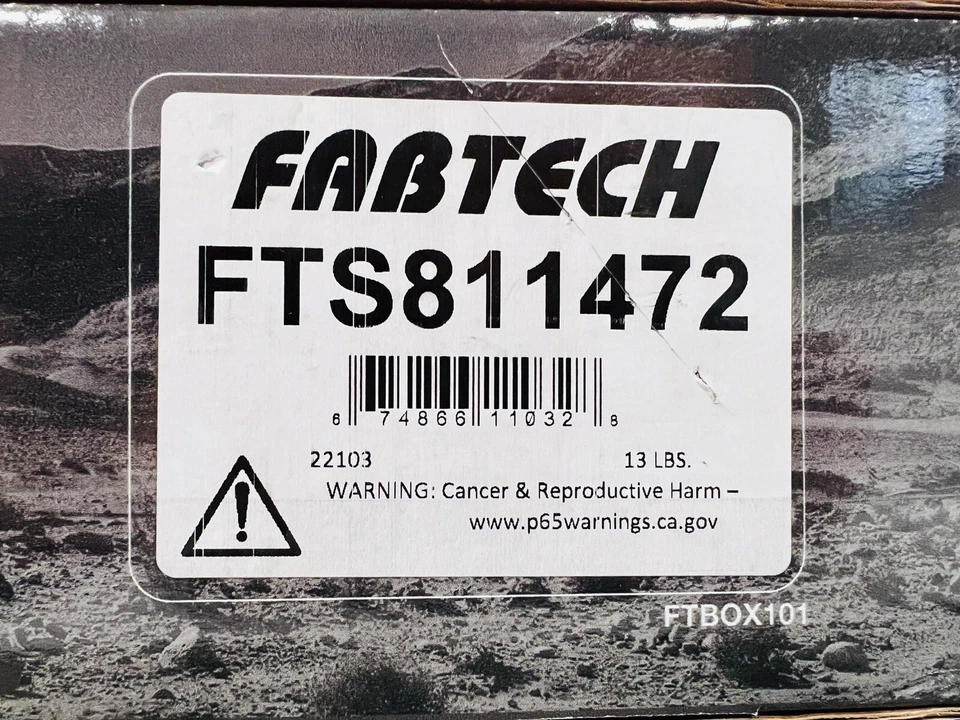 FABTECH
FTS811472
6 74866 11032 8
22103 13 LBS.
WARNING: Cancer & Reproductive Harm –
www.p65warnings.ca.gov
FTBOX101